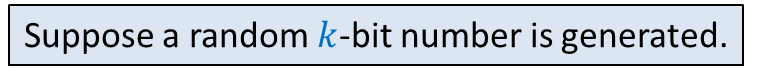 Suppose a random k-bit number is generated.